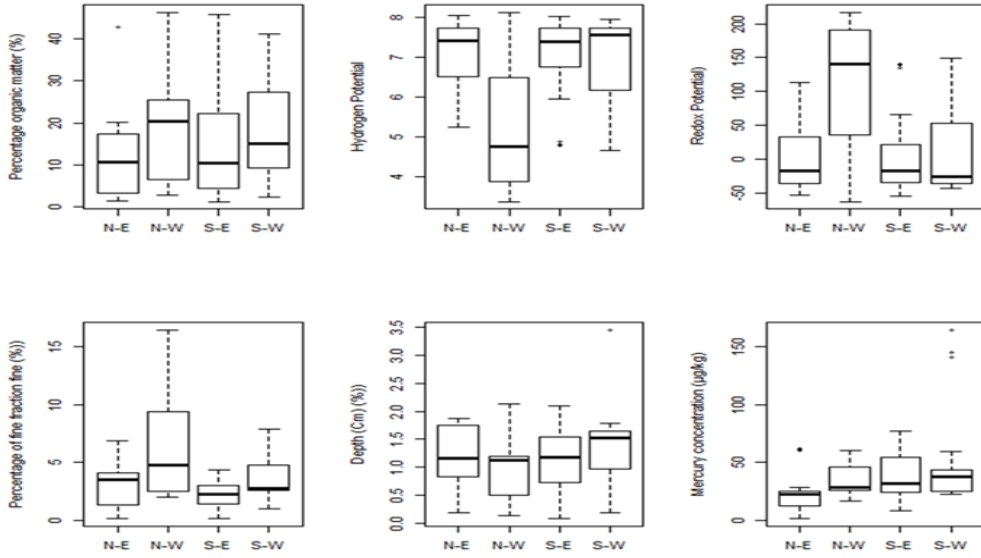 Percentage organic matter (%)
40
30
20
10
0
N-E N-W S-E S-W
Hydrogen Potential
8
7
6
5
4
N-E N-W S-E S-W
Redox Potential)
200
150
100
50
0
-50
N-E N-W S-E S-W
Percentage of fine fraction fine (%))
15
10
5
0
N-E N-W S-E S-W
Depth (Cm) (%))
3.5
3.0
2.5
2.0
1.5
1.0
0.5
0.0
N-E N-W S-E S-W
Mercury concentration (µg/kg)
150
100
50
0
N-E N-W S-E S-W